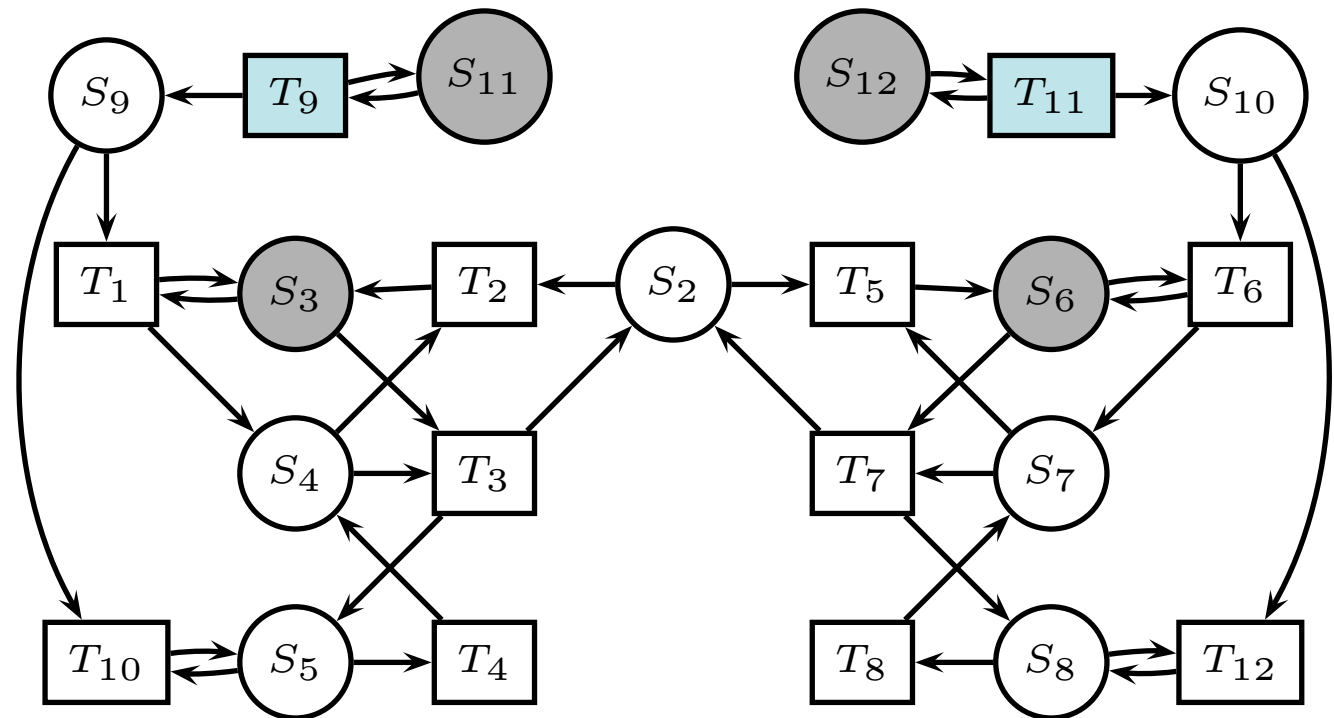 S₉ T₉ S₁₁ S₁₂ T₁₁ S₁₀
T₁ S₃ T₂ S₂ T₅ S₆ T₆
S₄ T₃ T₇ S₇
T₁₀ S₅ T₄ T₈ S₈ T₁₂